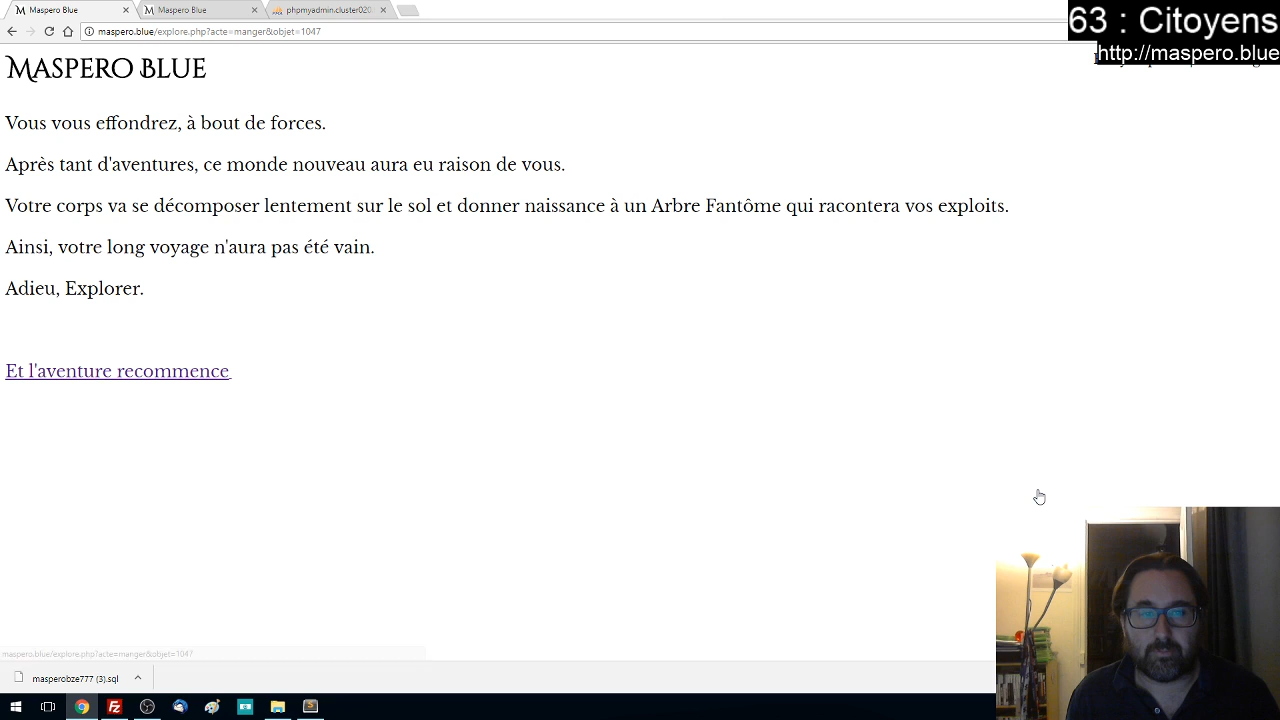 Maspero Blue
Maspero Blue
phpmyadmin.cluster020
63 : Citoyens
maspero.blue/explore.php?acte=manger&objet=1047
http://maspero.blue
MASPERO BLUE
Vous vous effondrez, à bout de forces.
Après tant d'aventures, ce monde nouveau aura eu raison de vous.
Votre corps va se décomposer lentement sur le sol et donner naissance à un Arbre Fantôme qui racontera vos exploits.
Ainsi, votre long voyage n'aura pas été vain.
Adieu, Explorer.
Et l'aventure recommence
maspero.blue/explore.php?acte=manger&objet=1047
masperobze777 (3).sql